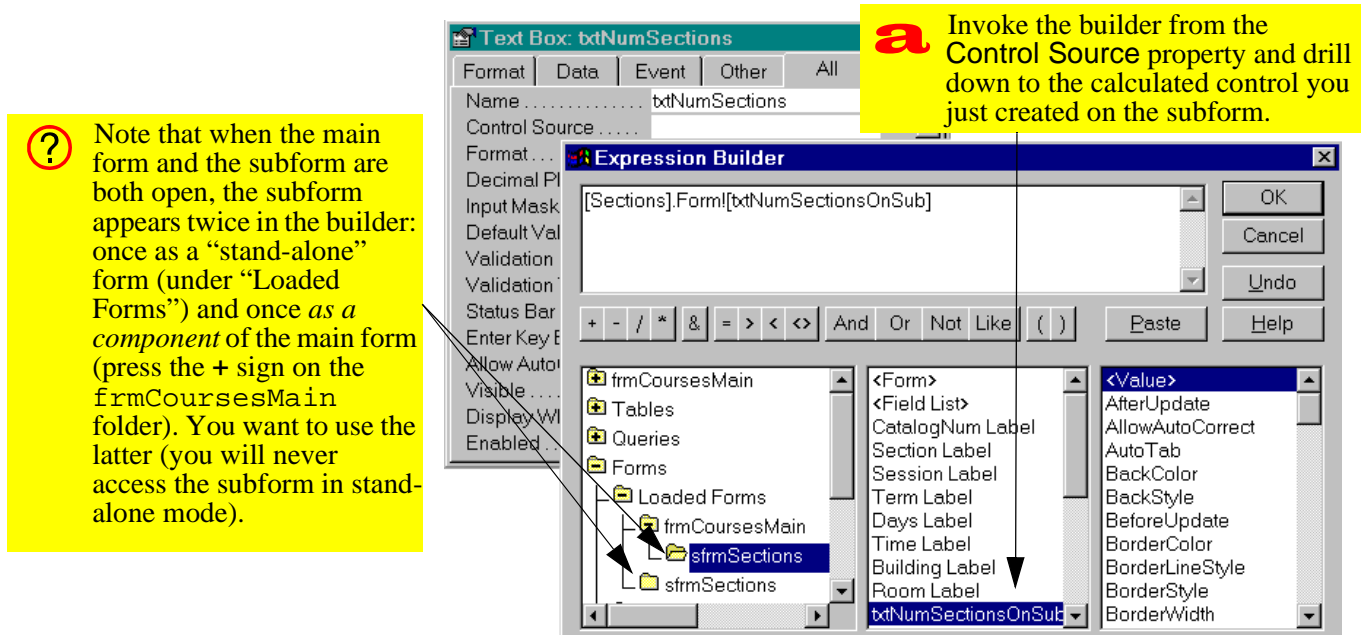 a Invoke the builder from the
Control Source property and drill
down to the calculated control you
just created on the subform.
? Note that when the main
form and the subform are
both open, the subform
appears twice in the builder:
once as a “stand-alone”
form (under “Loaded
Forms”) and once as a
component of the main form
(press the + sign on the
frmCoursesMain
folder). You want to use the
latter (you will never
access the subform in stand-
alone mode).
Text Box: txtNumSections
Format Data Event Other All
Name .............. txtNumSections
Control Source .....
Format...
Decimal Pl
Input Mask
Default Val
Validation
Validation
Status Bar
Enter Key B
Allow Auto
Visible ....
Display Wh
Enabled ..
Expression Builder
[Sections].Form![txtNumSectionsOnSub]
OK
Cancel
Undo
+ - / * & = > < <> And Or Not Like ( ) Paste Help
frmCoursesMain
Tables
Queries
Forms
Loaded Forms
frmCoursesMain
sfrmSections
sfrmSections
<Form>
<Field List>
CatalogNum Label
Section Label
Session Label
Term Label
Days Label
Time Label
Building Label
Room Label
txtNumSectionsOnSub
<Value>
AfterUpdate
AllowAutoCorrect
AutoTab
BackColor
BackStyle
BeforeUpdate
BorderColor
BorderLineStyle
BorderStyle
BorderWidth